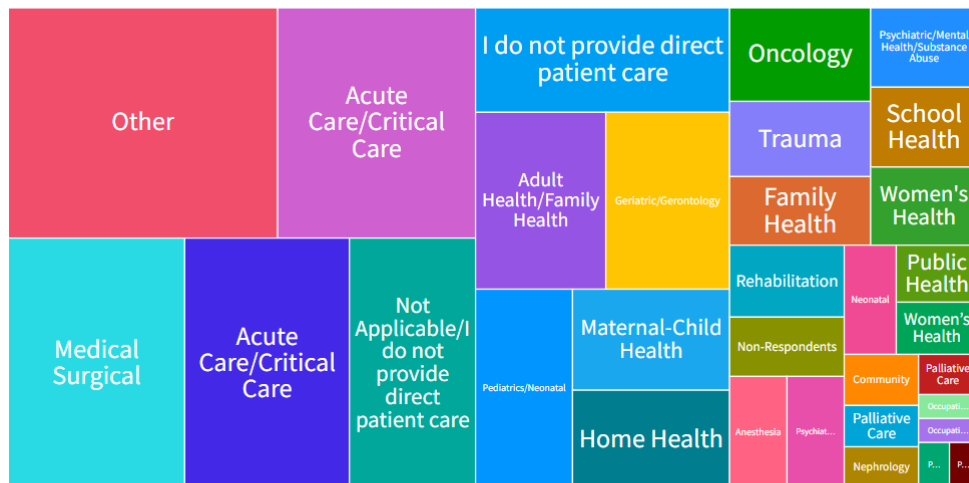 Other
Acute
Care/Critical
Care
Medical
Surgical
Acute
Care/Critical
Care
Not
Applicable/I
do not
provide
direct
patient care
I do not provide direct
patient care
Adult
Health/Family
Health
Geriatric/Gerontology
Pediatrics/Neonatal
Maternal-Child
Health
Home Health
Oncology
Trauma
Family
Health
Psychiatric/Mental
Health/Substance
Abuse
School
Health
Women's
Health
Rehabilitation
Non-Respondents
Anesthesia
Psychiat...
Neonatal
Public
Health
Women’s
Health
Community
Palliative
Care
Nephrology
Palliative
Care
Occupati...
Occupati...
P...
P...